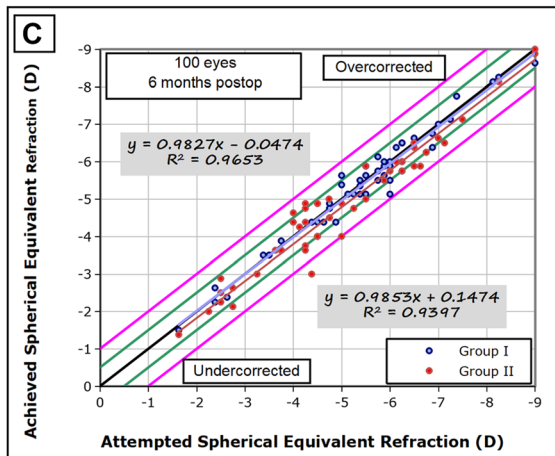 C
100 eyes
6 months postop
Overcorrected
y = 0.9827x – 0.0474
R² = 0.9653
y = 0.9853x + 0.1474
R² = 0.9397
Undercorrected
Group I
Group II
Achieved Spherical Equivalent Refraction (D)
-9
-8
-7
-6
-5
-4
-3
-2
-1
0
0 -1 -2 -3 -4 -5 -6 -7 -8 -9
Attempted Spherical Equivalent Refraction (D)